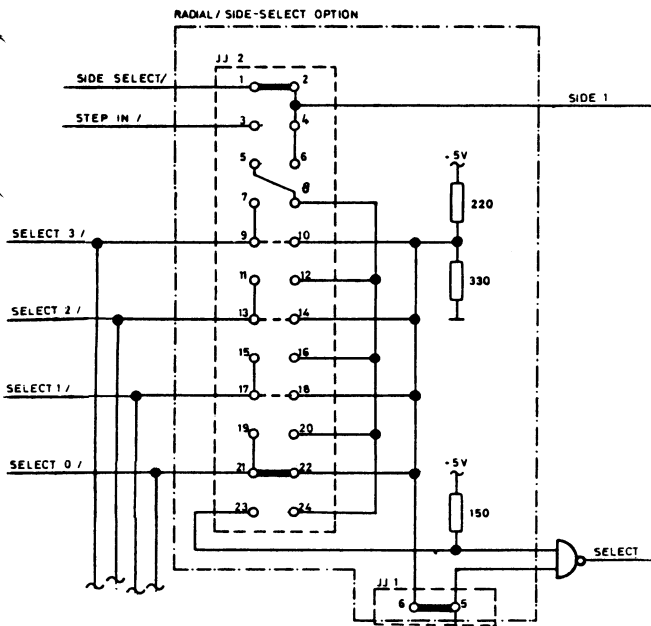 RADIAL / SIDE-SELECT OPTION
JJ 2
SIDE SELECT/
1 2
SIDE 1
STEP IN /
3 4
5 6
-5V
7 8
220
SELECT 3 /
9 10
11 12
330
SELECT 2 /
13 14
15 16
SELECT 1 /
17 18
19 20
SELECT 0 /
21 22
-5V
23 24
150
SELECT
JJ 1
6 5